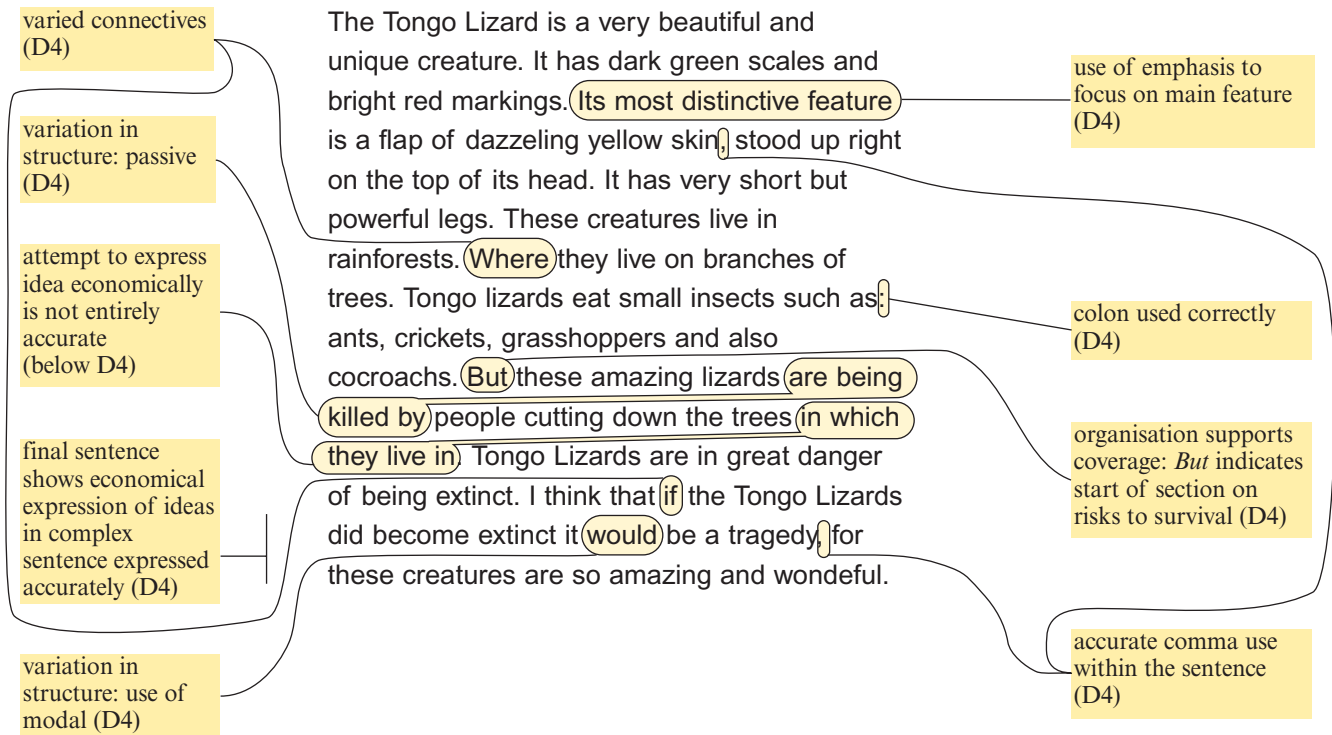 varied connectives
(D4)
variation in
structure: passive
(D4)
attempt to express
idea economically
is not entirely
accurate
(below D4)
final sentence
shows economical
expression of ideas
in complex
sentence expressed
accurately (D4)
variation in
structure: use of
modal (D4)
The Tongo Lizard is a very beautiful and
unique creature. It has dark green scales and
bright red markings. Its most distinctive feature
is a flap of dazzeling yellow skin, stood up right
on the top of its head. It has very short but
powerful legs. These creatures live in
rainforests. Where they live on branches of
trees. Tongo lizards eat small insects such as:
ants, crickets, grasshoppers and also
cocroachs. But these amazing lizards are being
killed by people cutting down the trees in which
they live in. Tongo Lizards are in great danger
of being extinct. I think that if the Tongo Lizards
did become extinct it would be a tragedy, for
these creatures are so amazing and wondeful.
use of emphasis to
focus on main feature
(D4)
colon used correctly
(D4)
organisation supports
coverage: But indicates
start of section on
risks to survival (D4)
accurate comma use
within the sentence
(D4)